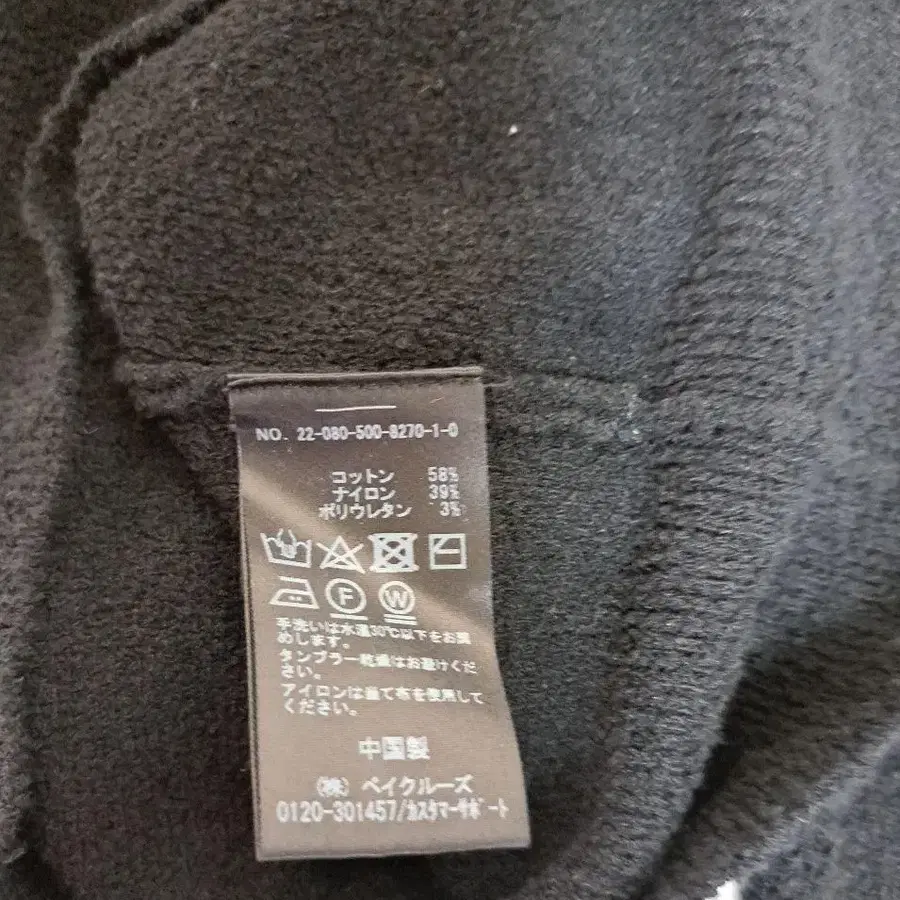 NO. 22-080-500-8270-1-0
コットン 58%
ナイロン 39%
ポリウレタン 3%
F W
手洗いは水温30℃以下をお奨
めします。
タンブラー乾燥はお避けくだ
さい。
アイロンは当て布を使用して
ください。
中国製
(株) ベイクルーズ
0120-301457/カスタマーサポート